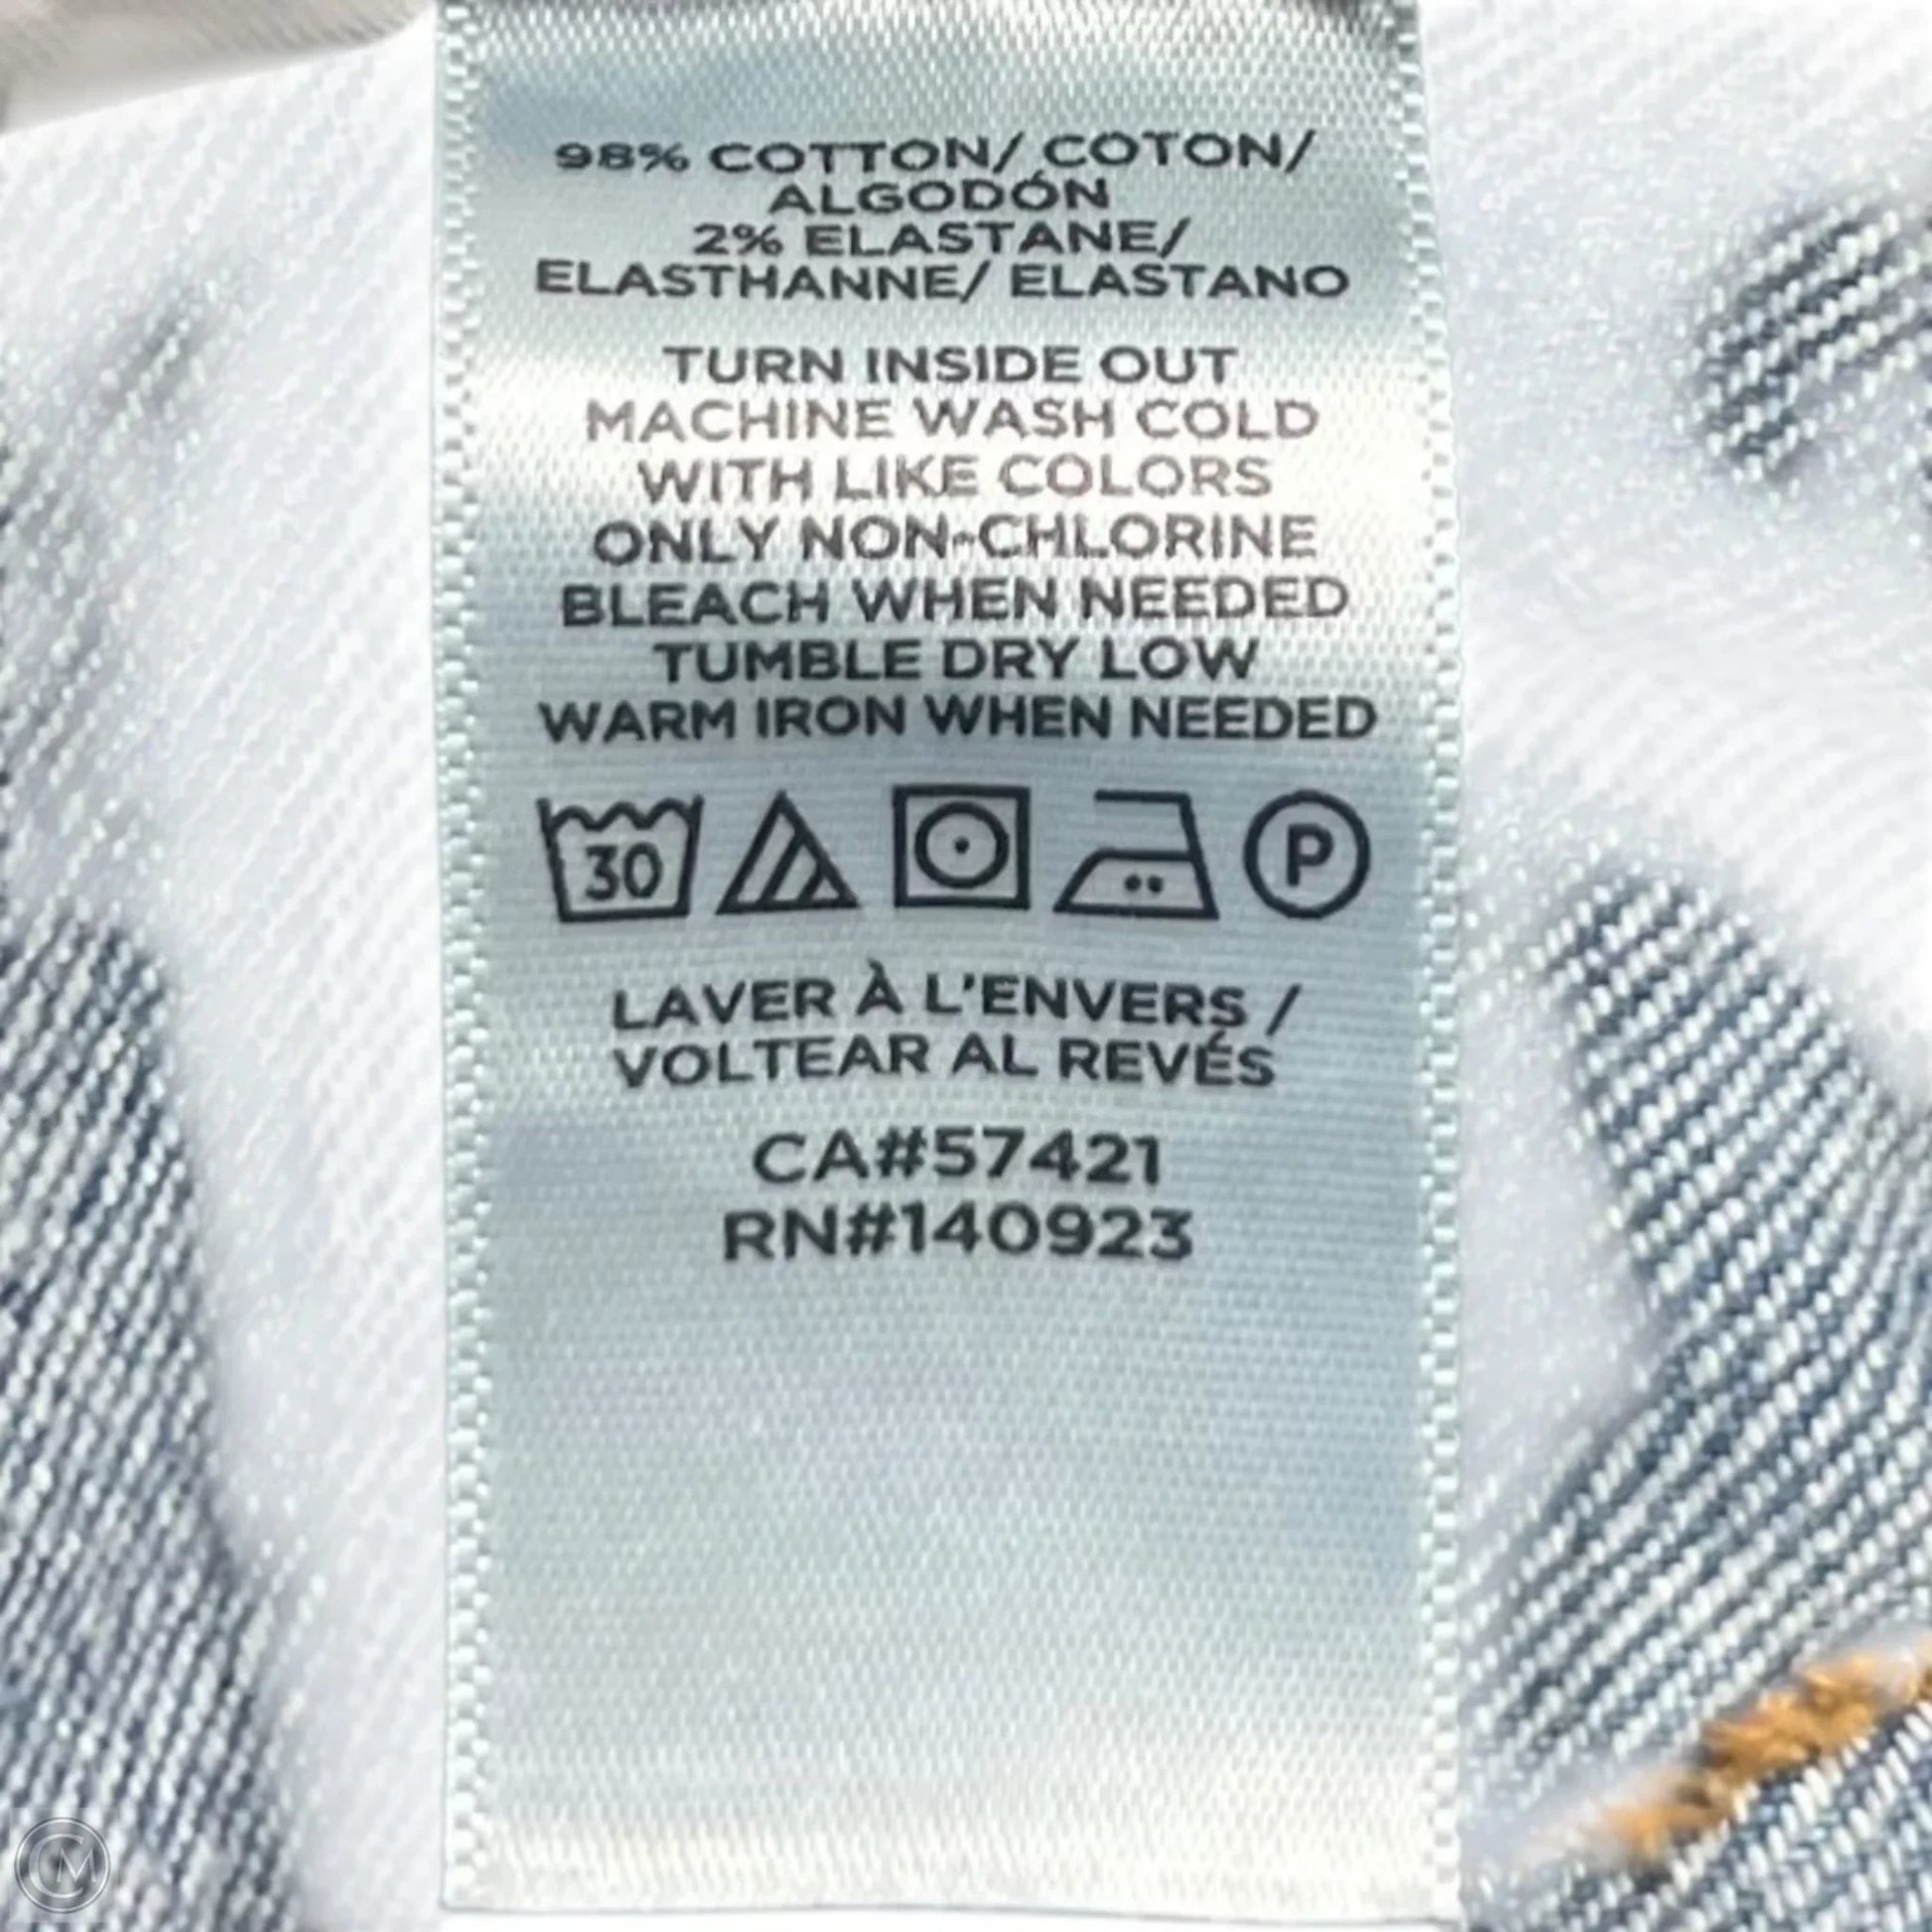 98% COTTON/ COTON/
ALGODÓN
2% ELASTANE/
ELASTHANNE/ ELASTANO
TURN INSIDE OUT
MACHINE WASH COLD
WITH LIKE COLORS
ONLY NON-CHLORINE
BLEACH WHEN NEEDED
TUMBLE DRY LOW
WARM IRON WHEN NEEDED
30 P
LAVER À L'ENVERS /
VOLTEAR AL REVÉS
CA#57421
RN#140923
CM